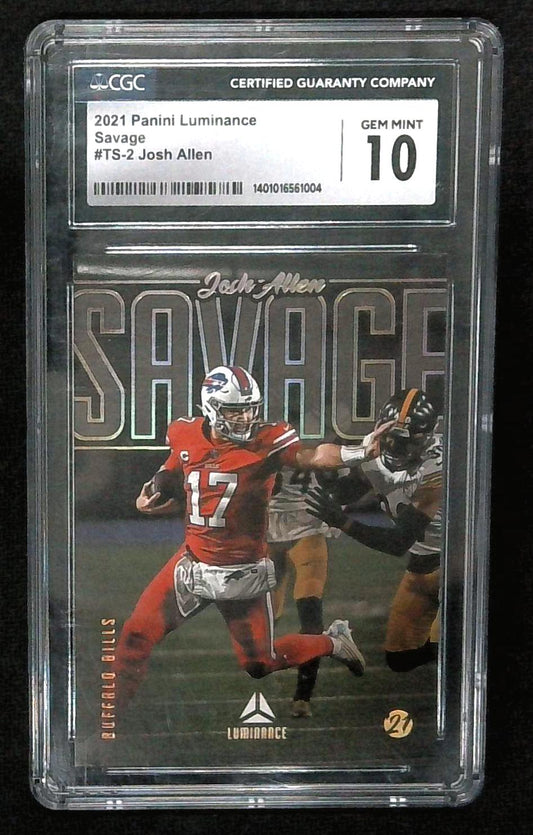 CGC
CERTIFIED GUARANTY COMPANY
2021 Panini Luminance
Savage
#TS-2 Josh Allen
GEM MINT
10
1401016561004
Josh Allen
SAVAGE
C
BILLS
17
BUFFALO BILLS
LUMINANCE
21